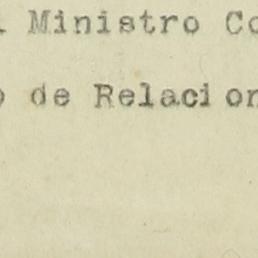 l Ministro Co
o de Relacion